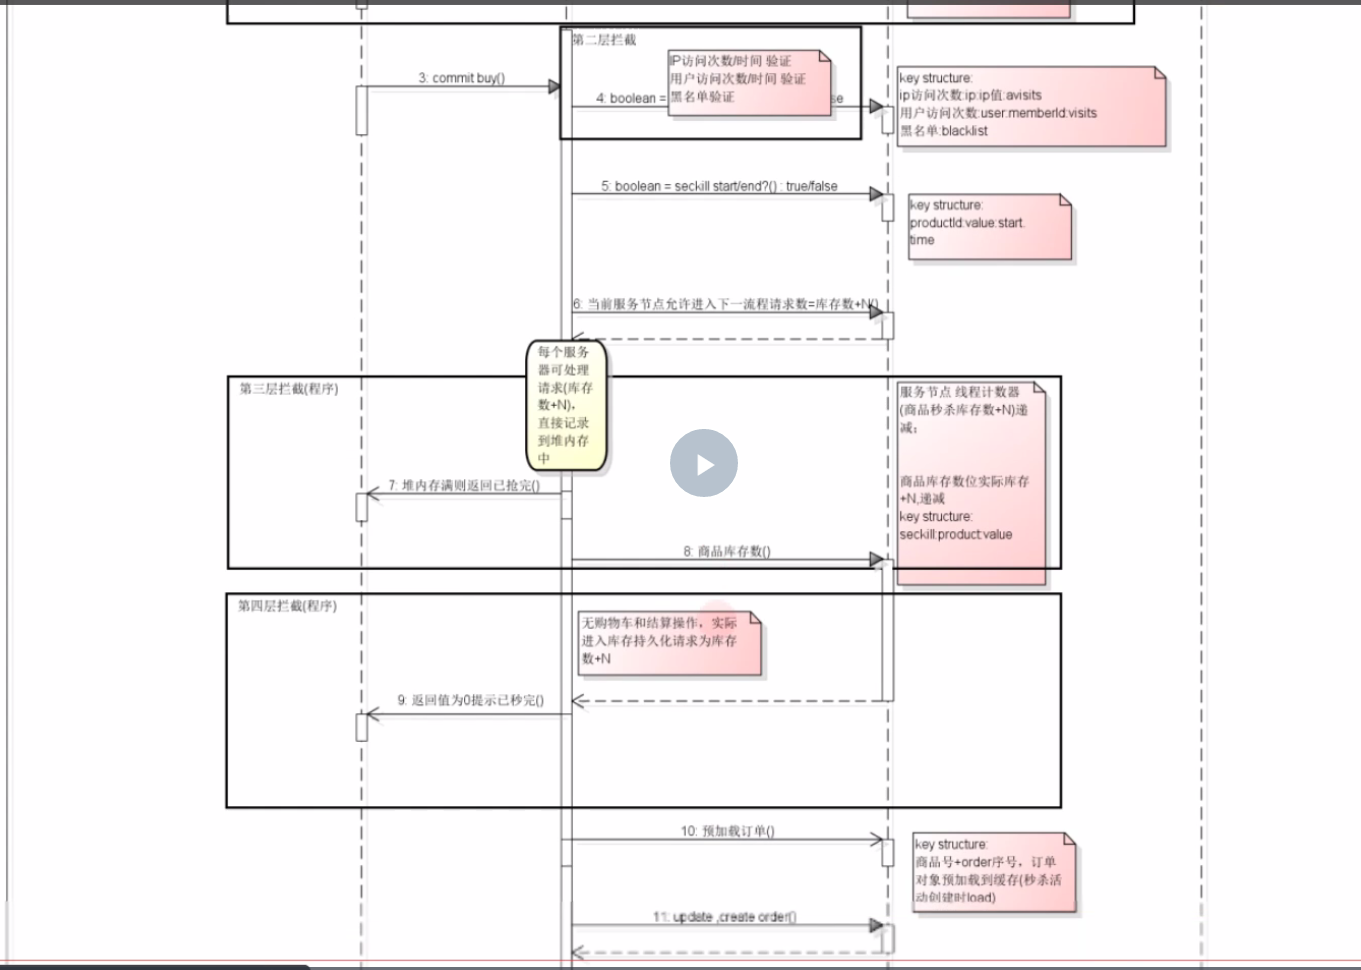 第二层拦截
IP访问次数/时间 验证
用户访问次数/时间 验证
黑名单验证
3: commit buy()
4: boolean =
se
key structure:
ip访问次数:ip:ip值:avisits
用户访问次数:user:memberId:visits
黑名单:blacklist
5: boolean = seckill start/end?() : true/false
key structure:
productId:value:start.
time
6: 当前服务节点允许进入下一流程请求数=库存数+N()
每个服务
器可处理
请求(库存
数+N),
直接记录
到堆内存
中
第三层拦截(程序)
服务节点 线程计数器
(商品秒杀库存数+N)递
减;
商品库存数位实际库存
+N,递减
key structure:
seckill:product:value
7: 堆内存满则返回已抢完()
8: 商品库存数()
第四层拦截(程序)
无购物车和结算操作，实际
进入库存持久化请求为库存
数+N
9: 返回值为0提示已秒完()
10: 预加载订单()
key structure:
商品号+order序号，订单
对象预加载到缓存(秒杀活
动创建时load)
11: update ,create order()